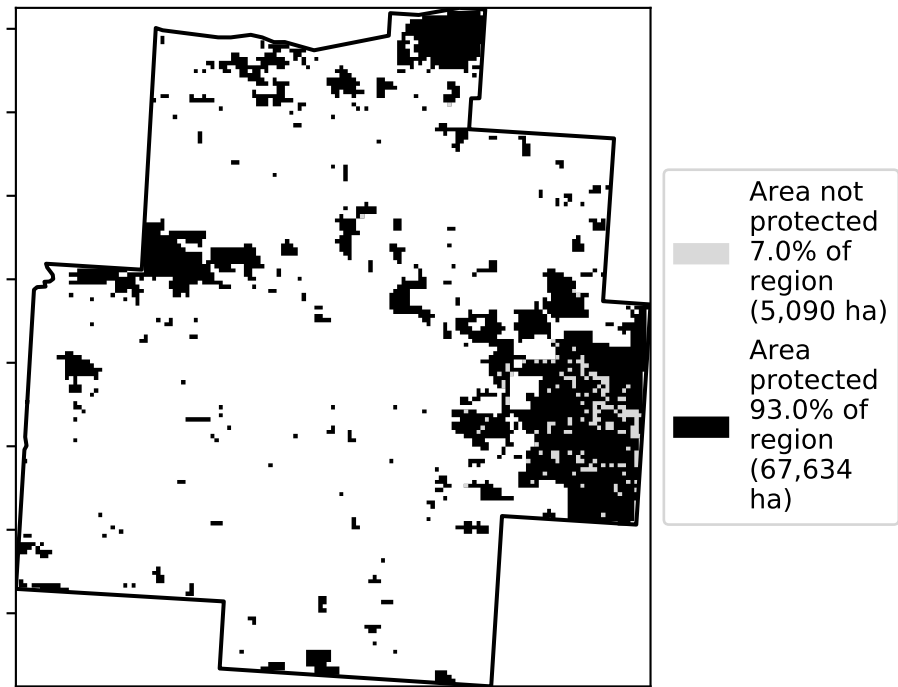 Area not
protected
7.0% of
region
(5,090 ha)
Area
protected
93.0% of
region
(67,634
ha)